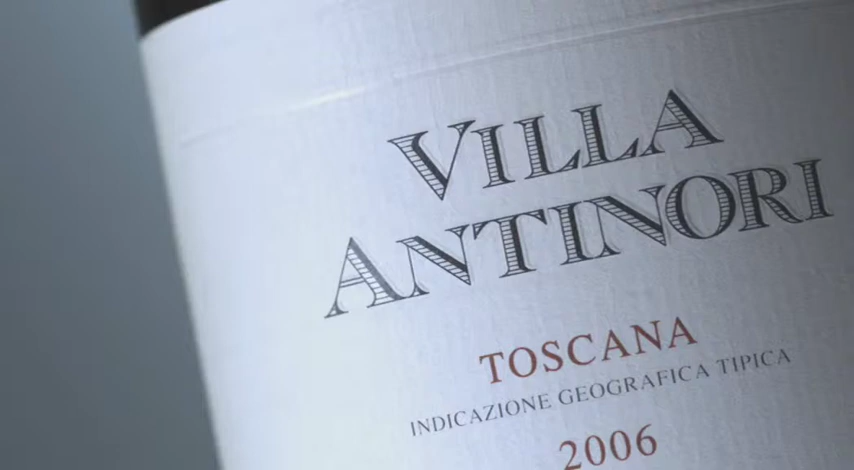 VILLA
ANTINORI
TOSCANA
INDICAZIONE GEOGRAFICA TIPICA
2006